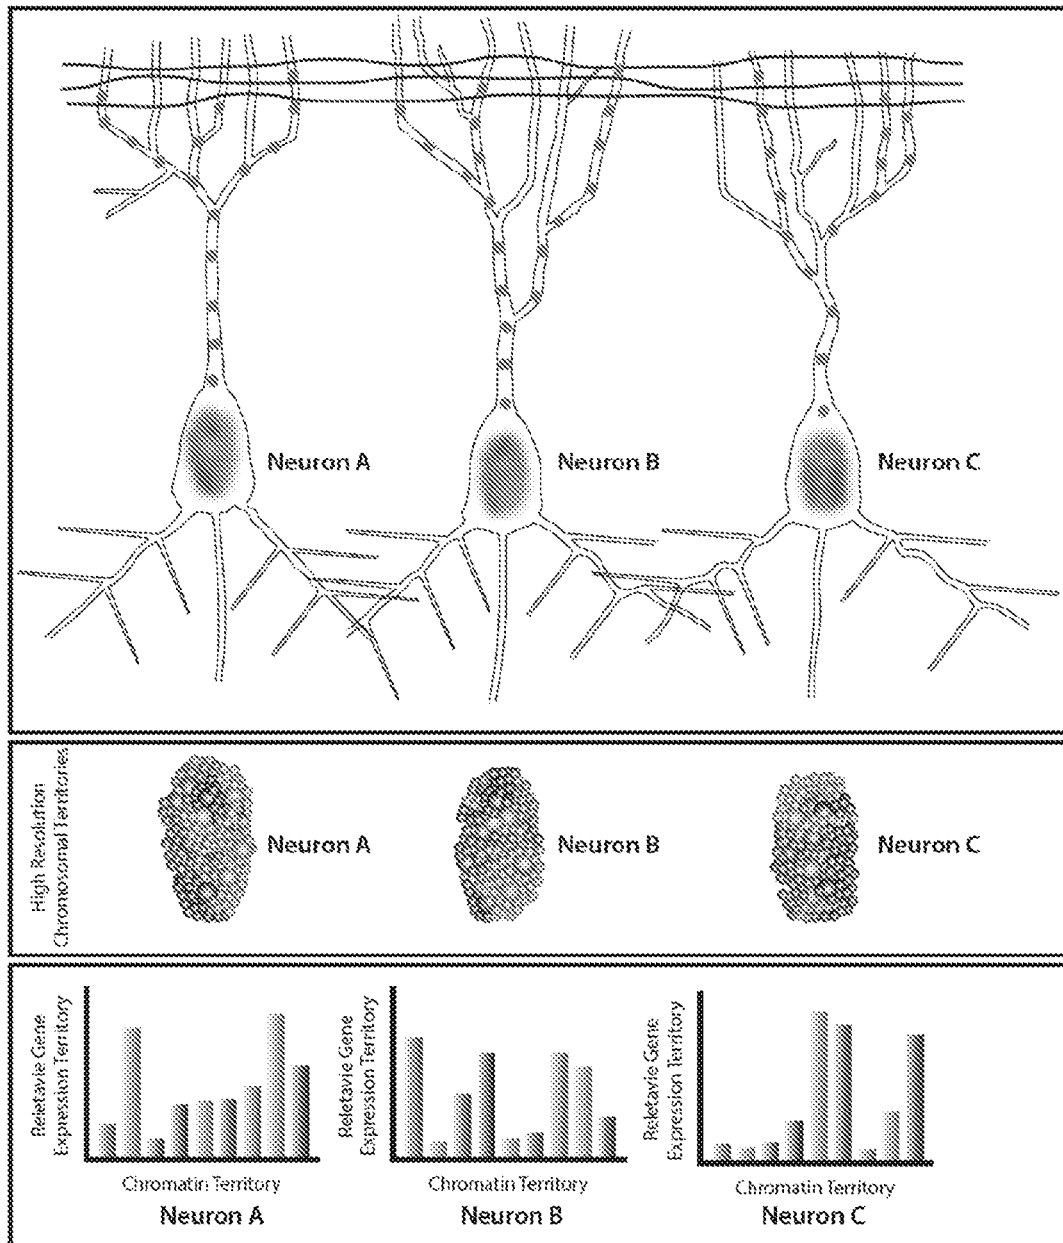 Neuron A
Neuron B
Neuron C
High Resolution
Chromosomal Territories
Neuron A
Neuron B
Neuron C
Reletavie Gene
Expression Territory
Chromatin Territory
Neuron A
Reletavie Gene
Expression Territory
Chromatin Territory
Neuron B
Reletavie Gene
Expression Territory
Chromatin Territory
Neuron C